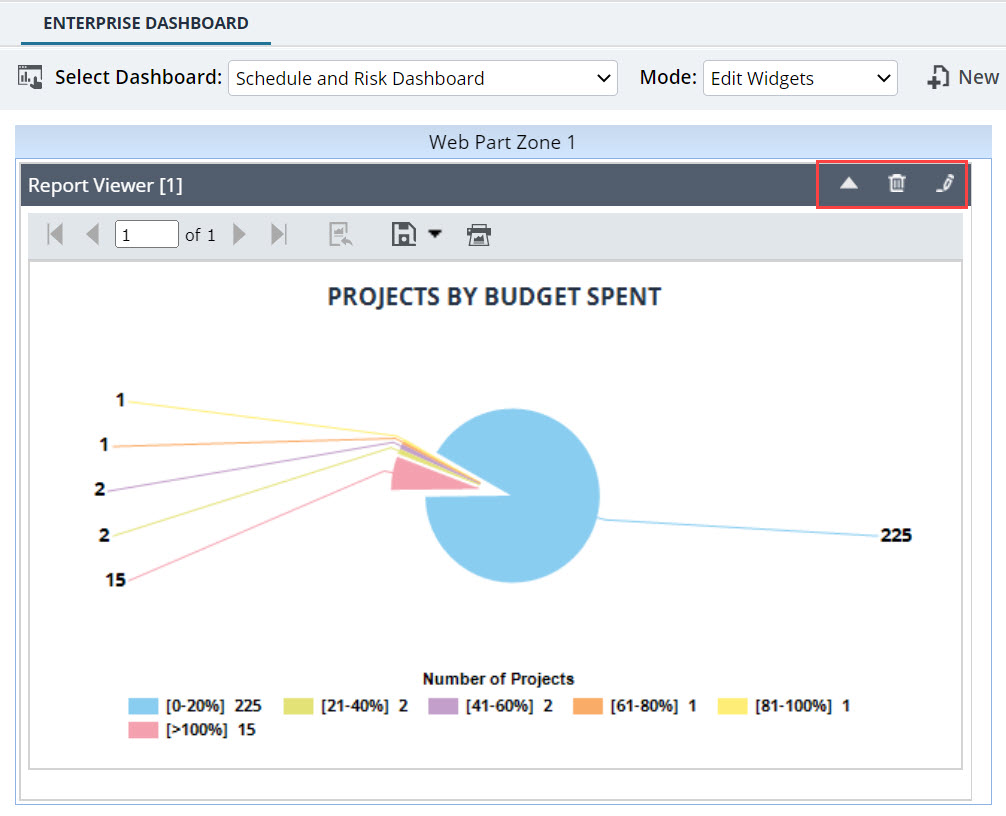 ENTERPRISE DASHBOARD
Select Dashboard: Schedule and Risk Dashboard Mode: Edit Widgets New
Web Part Zone 1
Report Viewer [1]
1 of 1
PROJECTS BY BUDGET SPENT
1
1
2
2
225
15
Number of Projects
[0-20%] 225 [21-40%] 2 [41-60%] 2 [61-80%] 1 [81-100%] 1
[>100%] 15